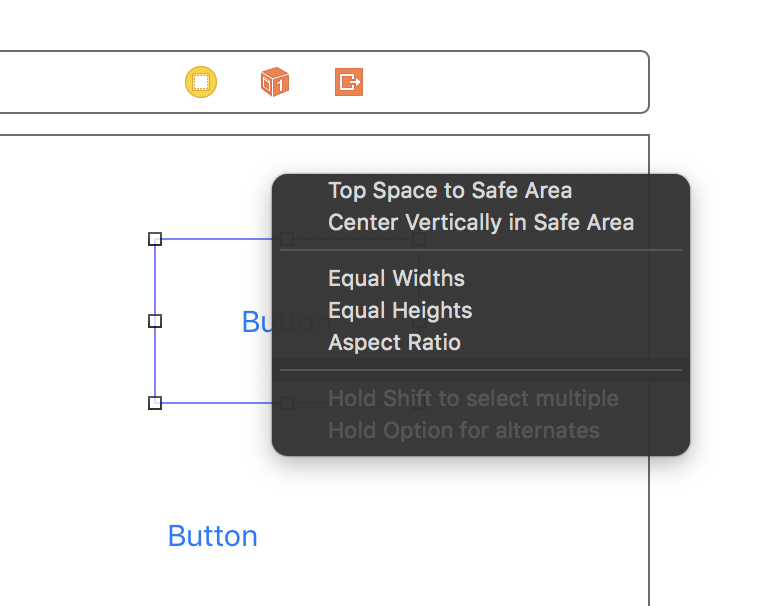 1
Top Space to Safe Area
Center Vertically in Safe Area
Equal Widths
Equal Heights
Button
Aspect Ratio
Hold Shift to select multiple
Hold Option for alternates
Button